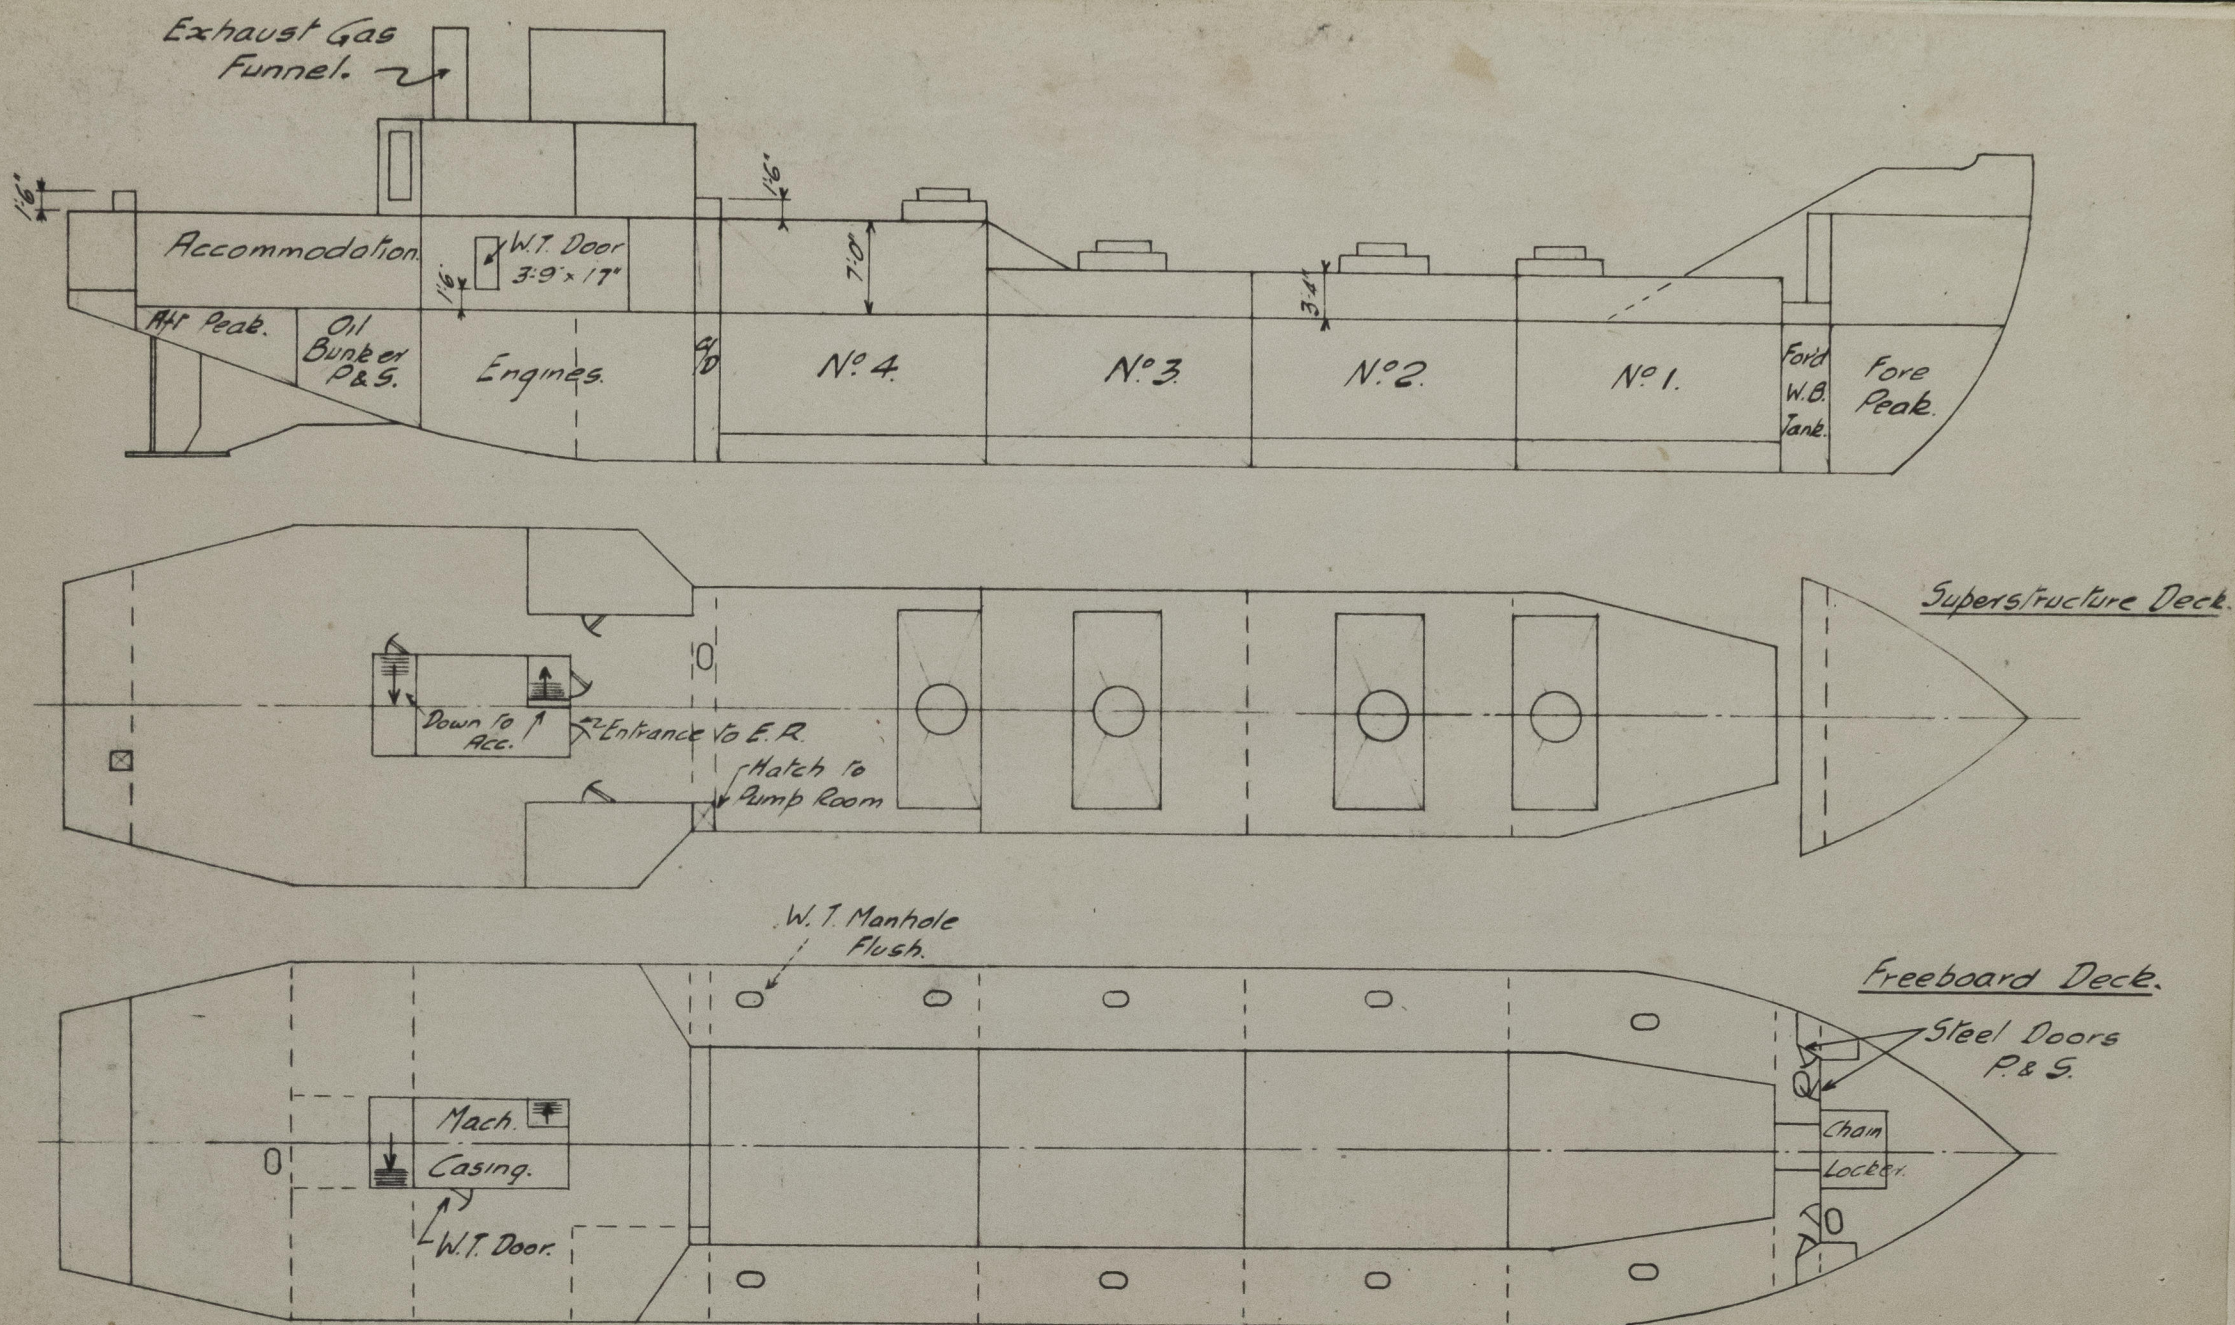 Exhaust Gas
Funnel.
1'-6"
1'-6"
Accommodation.
W.T. Door
3'-9" x 17"
1'-6"
7'-0"
3'-4"
Aft Peak.
Oil
Bunker
P & S.
Engines.
C/D
No. 4.
No. 3.
No. 2.
No. 1.
For'd
W.B.
Tank.
Fore
Peak.
Superstructure Deck.
Down to
Acc.
Entrance to E.R.
Hatch to
Pump Room
W.T. Manhole
Flush.
Freeboard Deck.
Steel Doors
P. & S.
Mach.
Casing.
Chain
Locker.
W.T. Door.